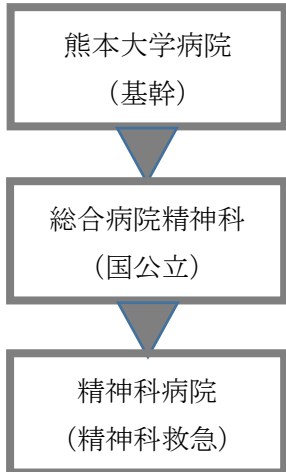 熊本大学病院
（基幹）
総合病院精神科
（国公立）
精神科病院
（精神科救急）